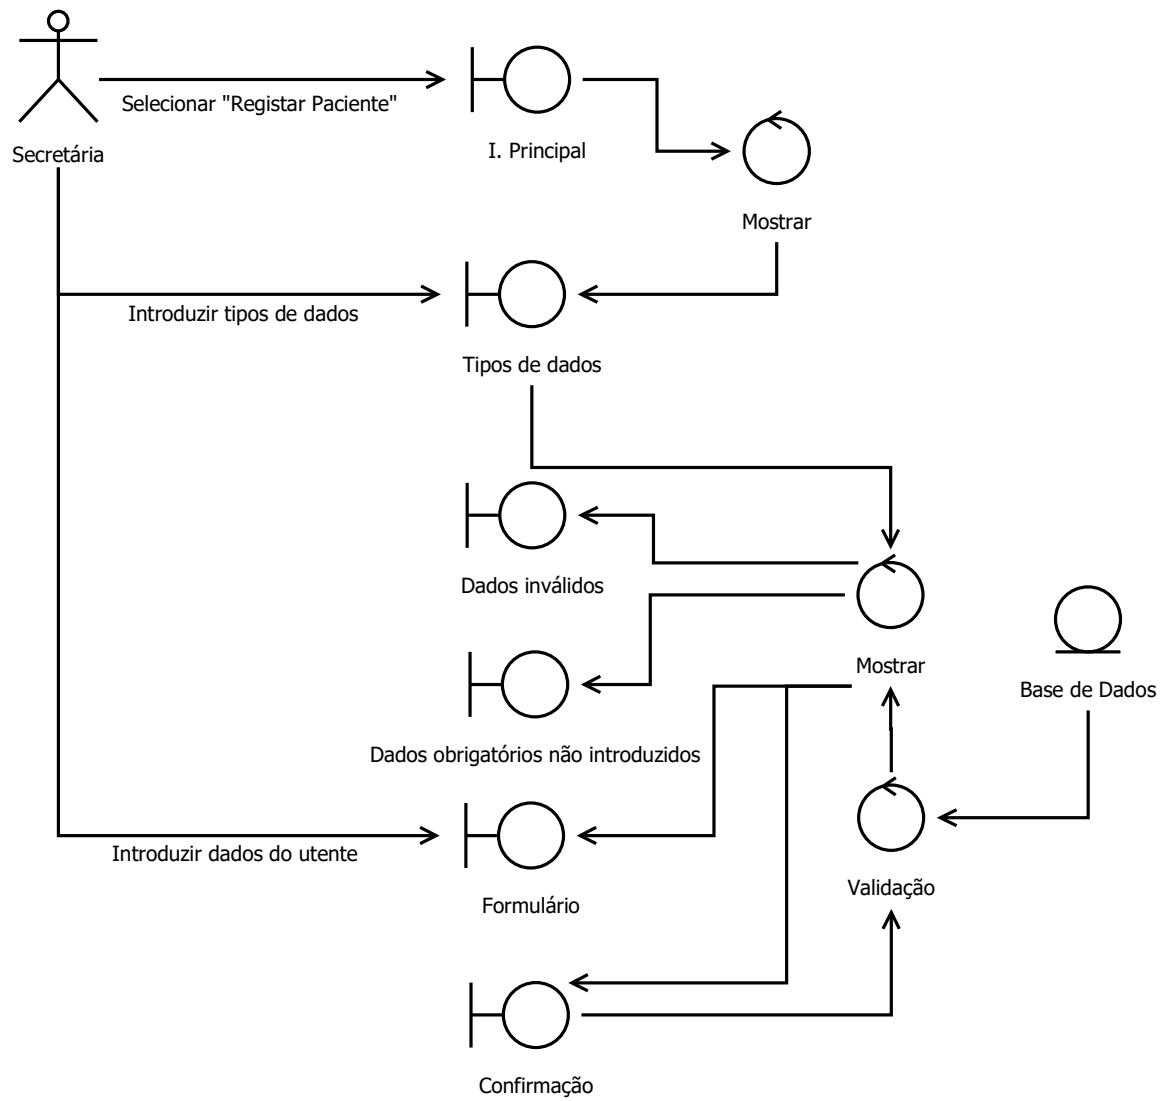 Selecionar "Registar Paciente"
Secretária
I. Principal
Mostrar
Introduzir tipos de dados
Tipos de dados
Dados inválidos
Mostrar
Base de Dados
Dados obrigatórios não introduzidos
Introduzir dados do utente
Validação
Formulário
Confirmação